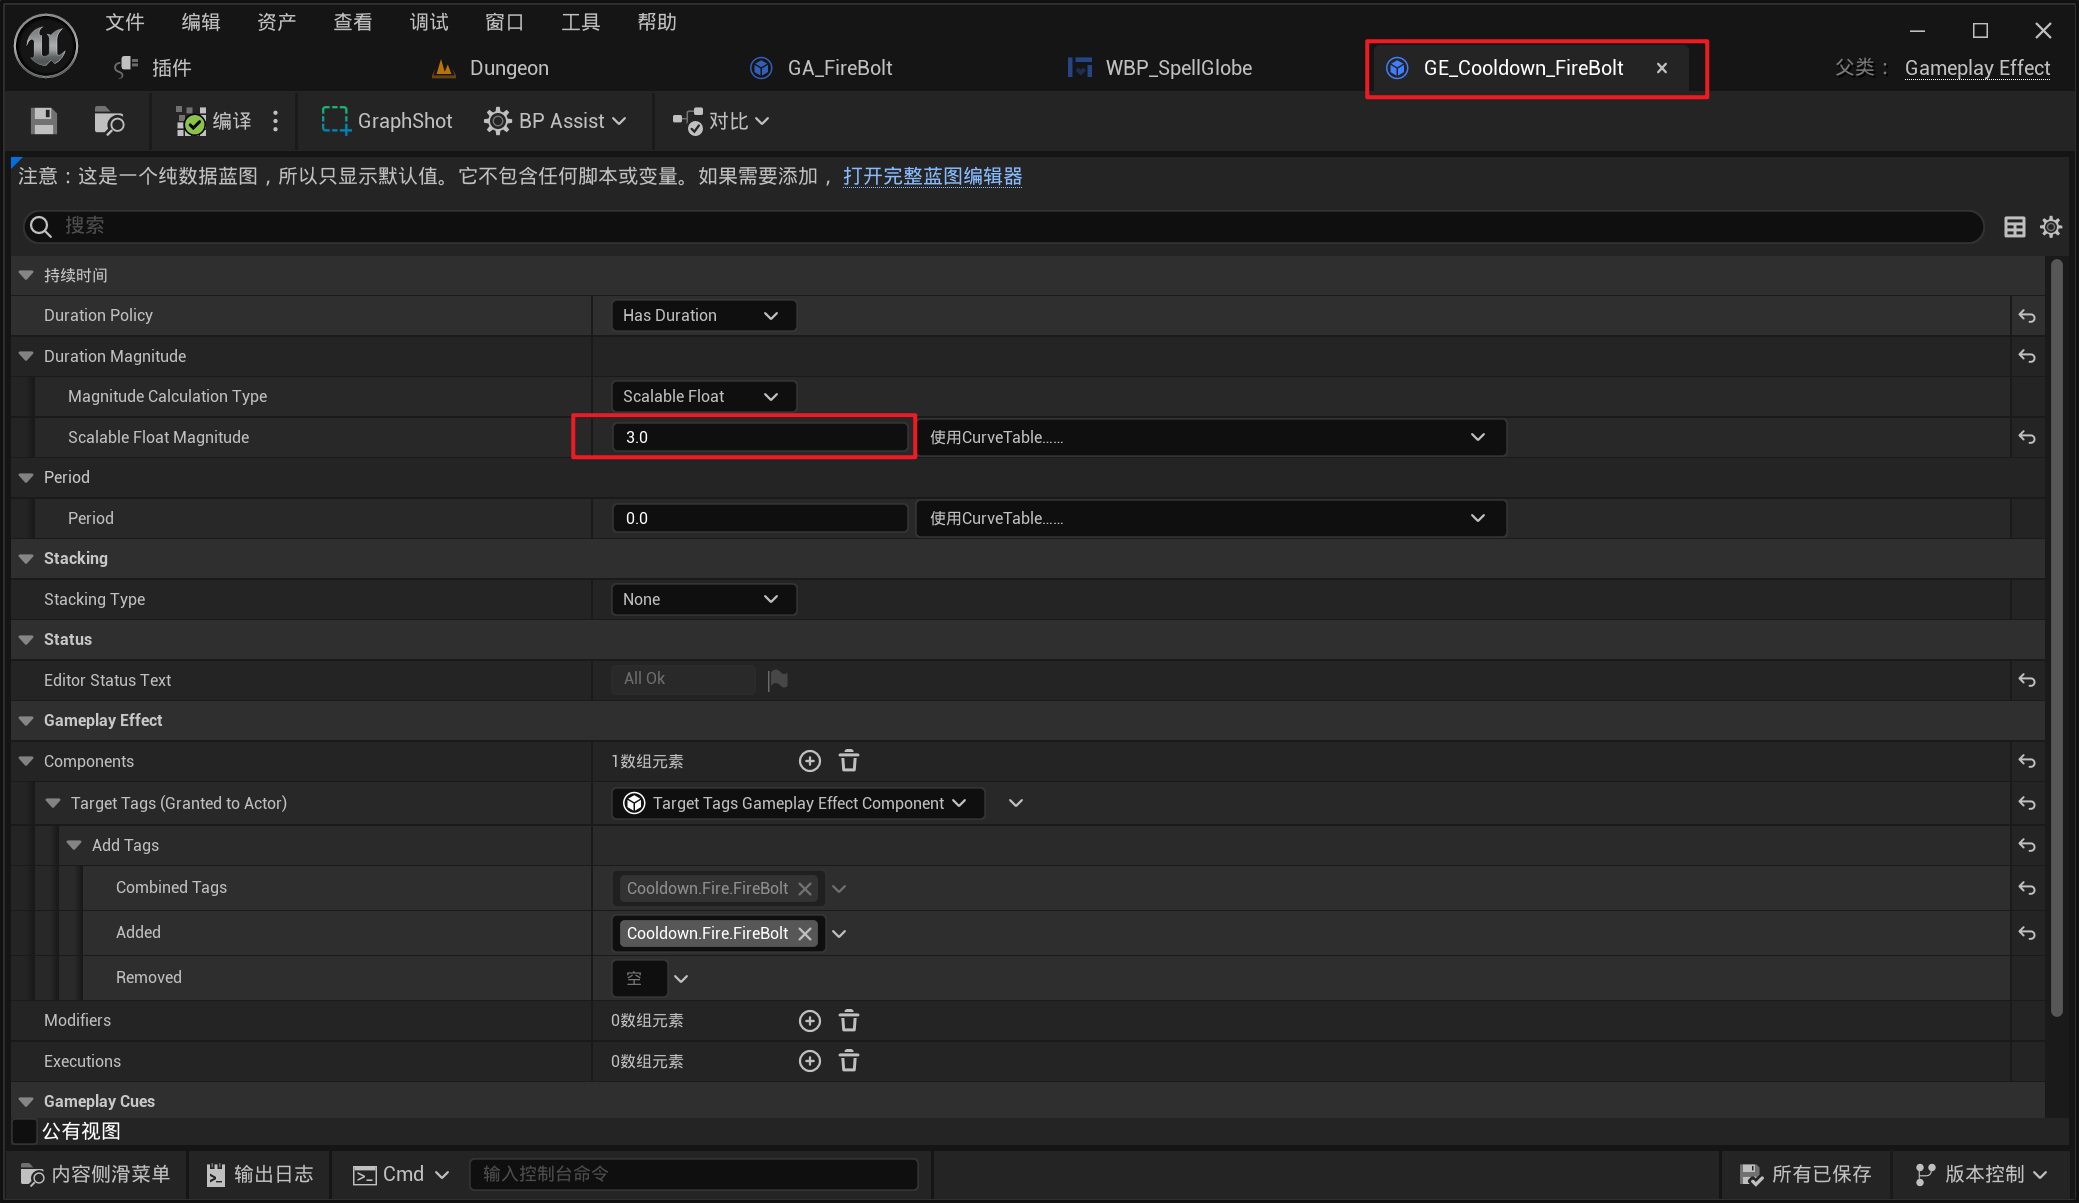 文件 编辑 资产 查看 调试 窗口 工具 帮助
插件 Dungeon GA_FireBolt WBP_SpellGlobe GE_Cooldown_FireBolt 父类： Gameplay Effect
编译 GraphShot BP Assist 对比
注意：这是一个纯数据蓝图，所以只显示默认值。它不包含任何脚本或变量。如果需要添加， 打开完整蓝图编辑器
搜索
持续时间
Duration Policy Has Duration
Duration Magnitude
Magnitude Calculation Type Scalable Float
Scalable Float Magnitude 3.0 使用CurveTable……
Period
Period 0.0 使用CurveTable……
Stacking
Stacking Type None
Status
Editor Status Text All Ok
Gameplay Effect
Components 1数组元素
Target Tags (Granted to Actor) Target Tags Gameplay Effect Component
Add Tags
Combined Tags Cooldown.Fire.FireBolt
Added Cooldown.Fire.FireBolt
Removed 空
Modifiers 0数组元素
Executions 0数组元素
Gameplay Cues
公有视图
内容侧滑菜单 输出日志 Cmd 输入控制台命令 所有已保存 版本控制